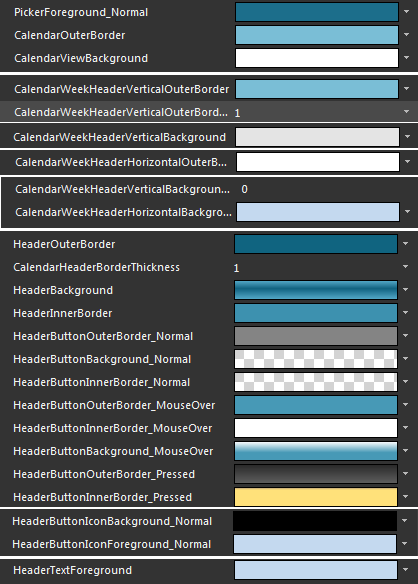 PickerForeground_Normal
CalendarOuterBorder
CalendarViewBackground
CalendarWeekHeaderVerticalOuterBorder
CalendarWeekHeaderVerticalOuterBord... 1
CalendarWeekHeaderVerticalBackground
CalendarWeekHeaderHorizontalOuterB...
CalendarWeekHeaderVerticalBackgroun... 0
CalendarWeekHeaderHorizontalBackgro...
HeaderOuterBorder
CalendarHeaderBorderThickness 1
HeaderBackground
HeaderInnerBorder
HeaderButtonOuterBorder_Normal
HeaderButtonBackground_Normal
HeaderButtonInnerBorder_Normal
HeaderButtonOuterBorder_MouseOver
HeaderButtonInnerBorder_MouseOver
HeaderButtonBackground_MouseOver
HeaderButtonOuterBorder_Pressed
HeaderButtonInnerBorder_Pressed
HeaderButtonIconBackground_Normal
HeaderButtonIconForeground_Normal
HeaderTextForeground